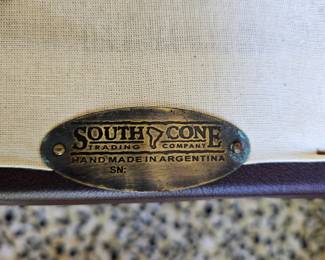 SOUTH CONE
TRADING COMPANY
HAND MADE IN ARGENTINA
SN: